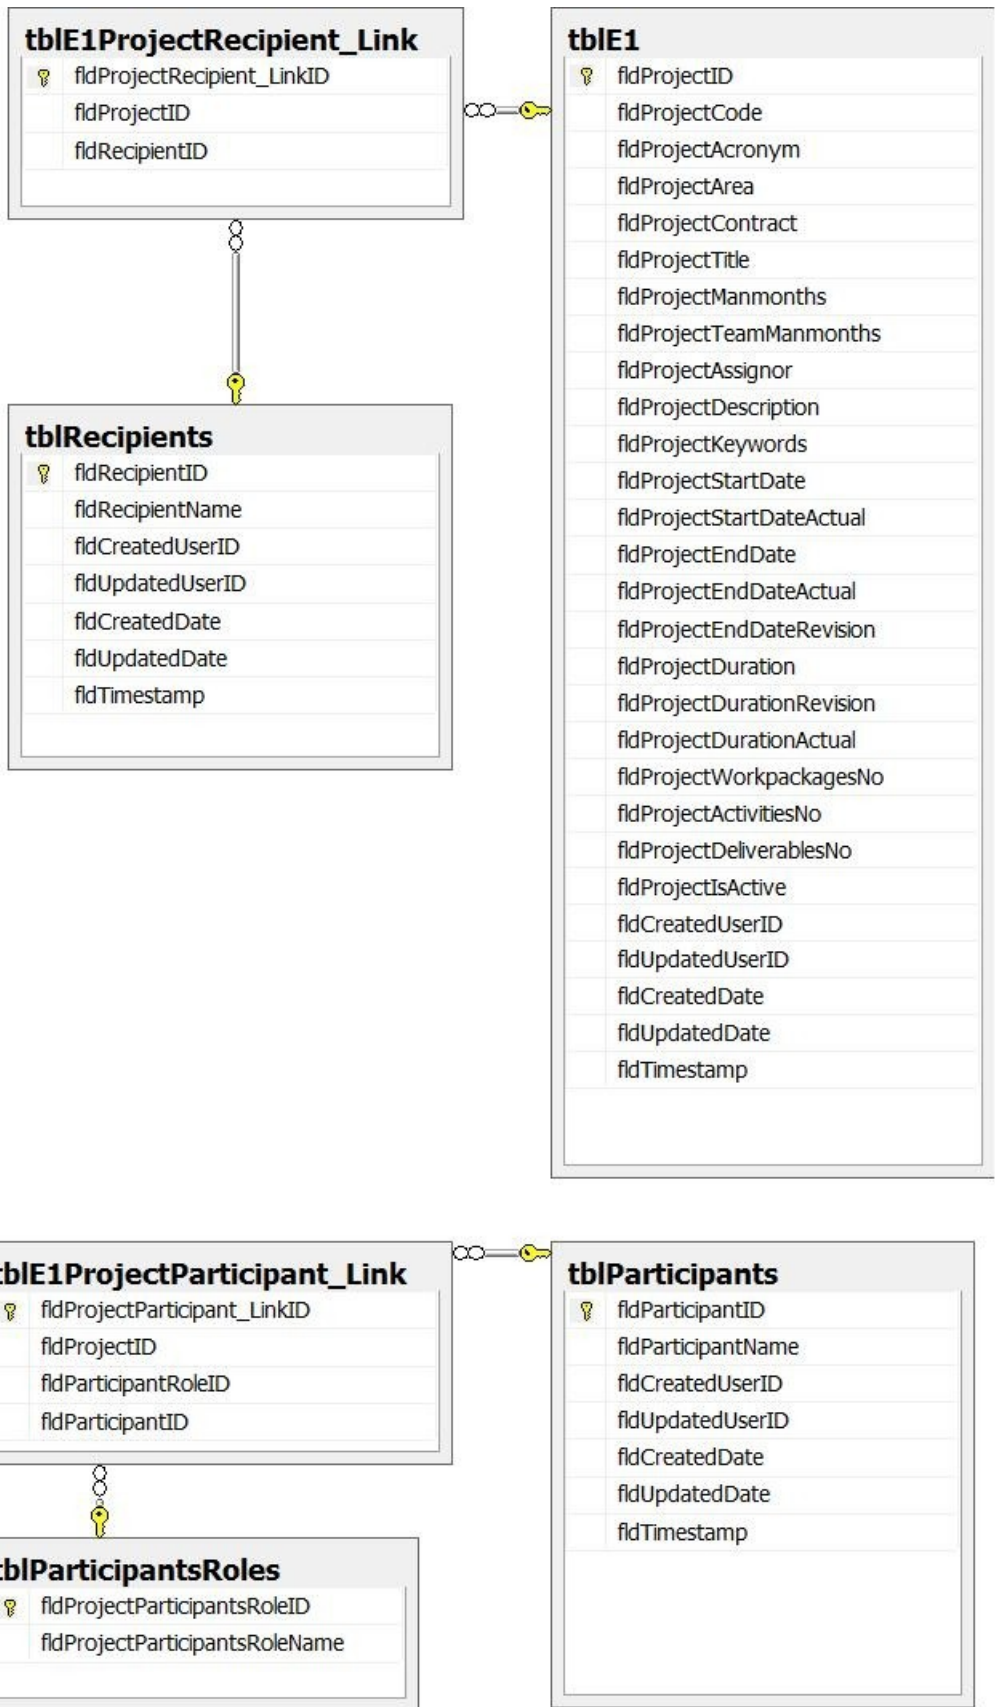 tblE1ProjectRecipient_Link
fldProjectRecipient_LinkID
fldProjectID
fldRecipientID
tblE1
fldProjectID
fldProjectCode
fldProjectAcronym
fldProjectArea
fldProjectContract
fldProjectTitle
fldProjectManmonths
fldProjectTeamManmonths
fldProjectAssignor
fldProjectDescription
fldProjectKeywords
fldProjectStartDate
fldProjectStartDateActual
fldProjectEndDate
fldProjectEndDateActual
fldProjectEndDateRevision
fldProjectDuration
fldProjectDurationRevision
fldProjectDurationActual
fldProjectWorkpackagesNo
fldProjectActivitiesNo
fldProjectDeliverablesNo
fldProjectIsActive
fldCreatedUserID
fldUpdatedUserID
fldCreatedDate
fldUpdatedDate
fldTimestamp
tblRecipients
fldRecipientID
fldRecipientName
fldCreatedUserID
fldUpdatedUserID
fldCreatedDate
fldUpdatedDate
fldTimestamp
tblE1ProjectParticipant_Link
fldProjectParticipant_LinkID
fldProjectID
fldParticipantRoleID
fldParticipantID
tblParticipants
fldParticipantID
fldParticipantName
fldCreatedUserID
fldUpdatedUserID
fldCreatedDate
fldUpdatedDate
fldTimestamp
tblParticipantsRoles
fldProjectParticipantsRoleID
fldProjectParticipantsRoleName